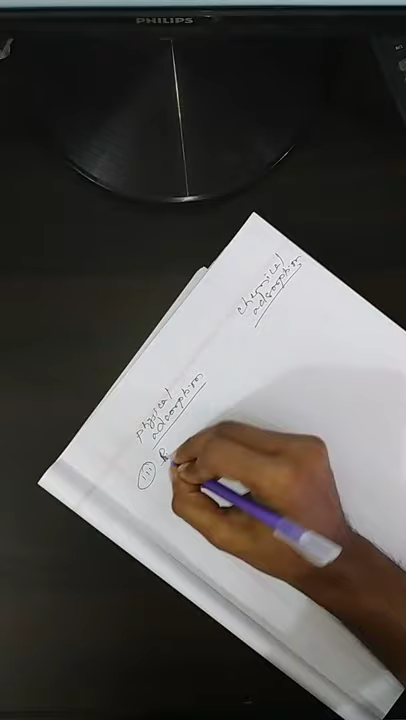 PHILIPS
physical
adsorption
chemical
adsorption
(iii) R